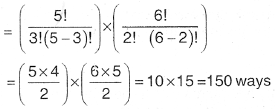 = (5!/3!(5–3)!) × (6!/2! (6–2)!)
= (5×4/2) × (6×5/2) = 10×15 = 150 ways